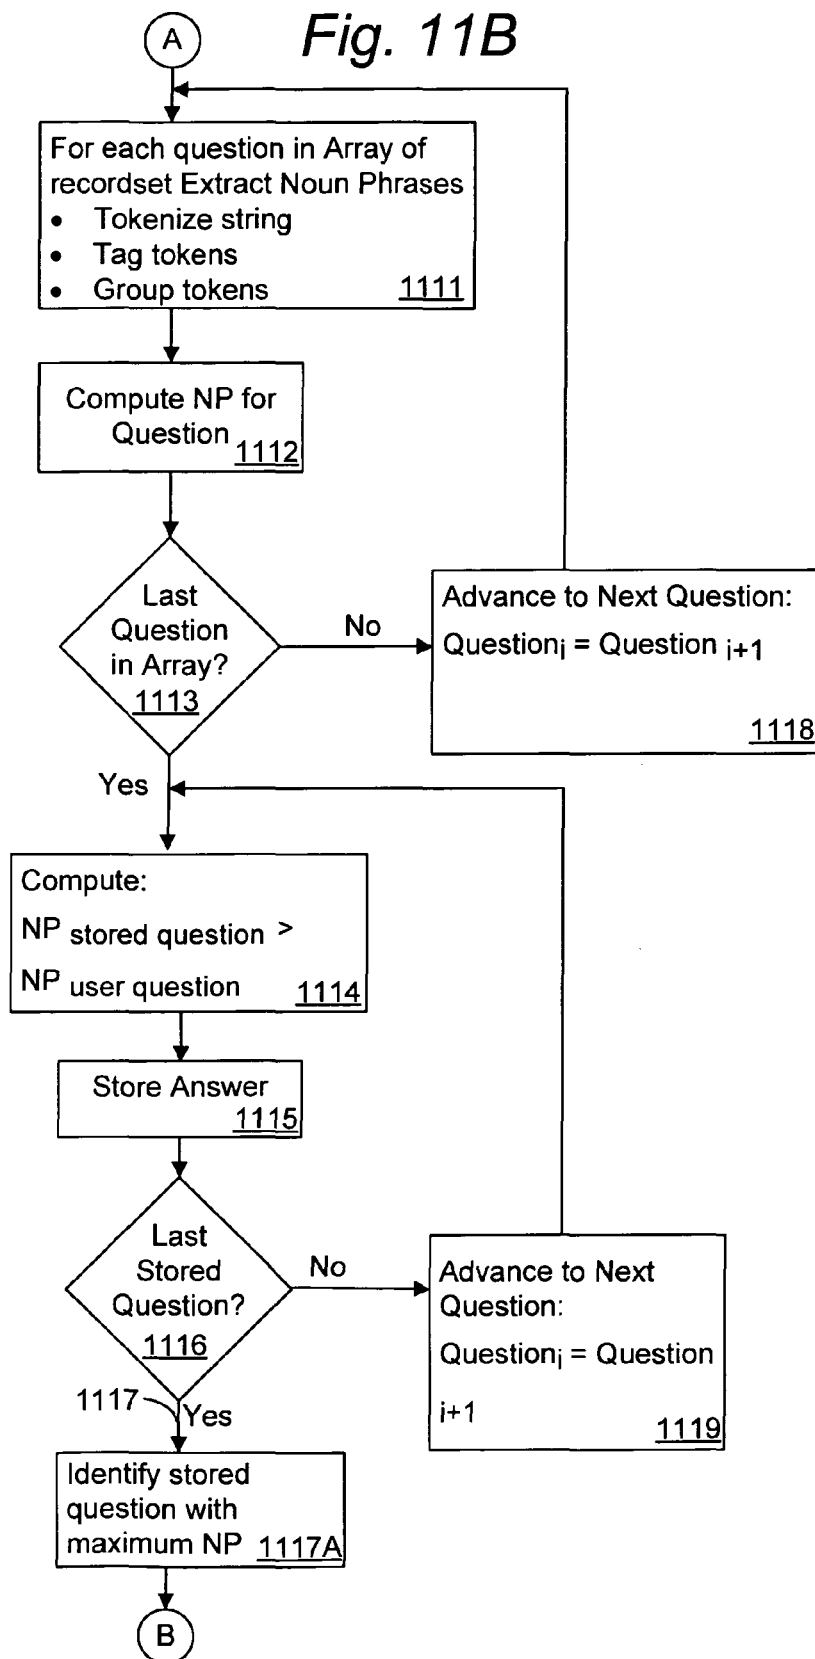 Fig. 11B
A
For each question in Array of
recordset Extract Noun Phrases
• Tokenize string
• Tag tokens
• Group tokens 1111
Compute NP for
Question 1112
Last
Question
in Array?
1113
No
Advance to Next Question:
Questioni = Question i+1
1118
Yes
Compute:
NP stored question >
NP user question 1114
Store Answer
1115
Last
Stored
Question?
1116
No
Advance to Next
Question:
Questioni = Question
i+1
1119
1117
Yes
Identify stored
question with
maximum NP 1117A
B